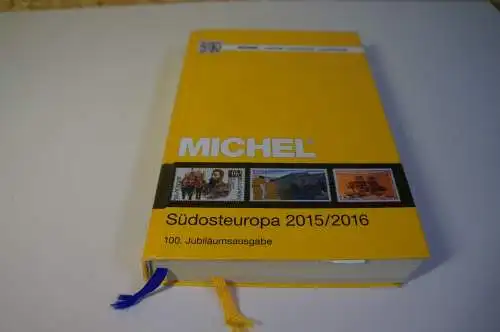 MICHEL
Südosteuropa 2015/2016
100. Jubiläumsausgabe